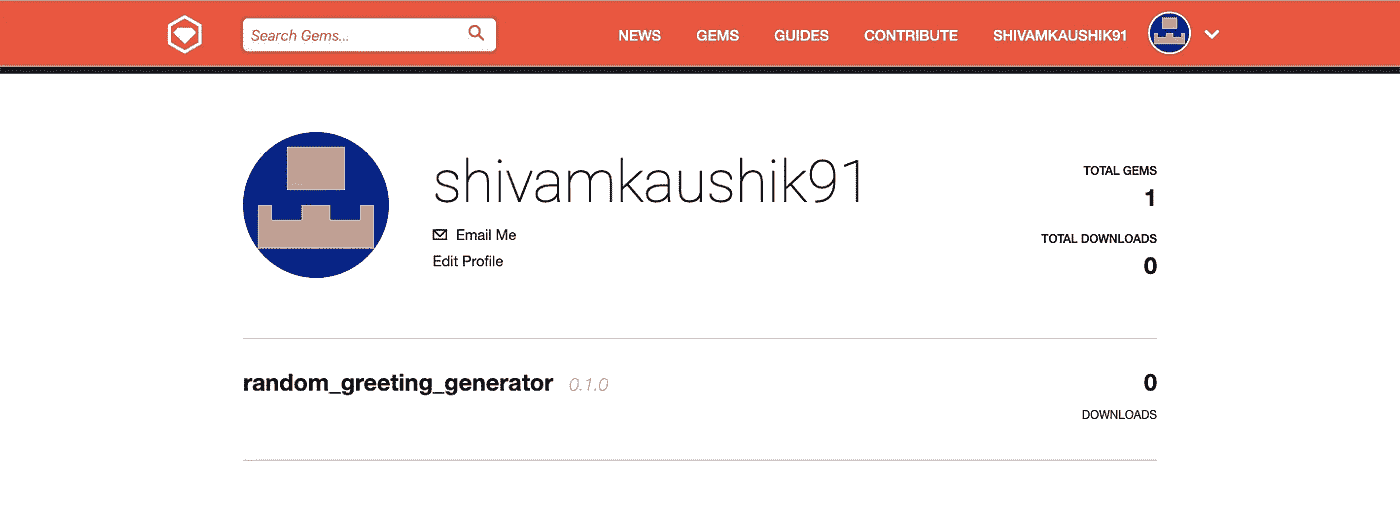 Search Gems...
NEWS GEMS GUIDES CONTRIBUTE SHIVAMKAUSHIK91
shivamkaushik91
Email Me
Edit Profile
TOTAL GEMS
1
TOTAL DOWNLOADS
0
random_greeting_generator 0.1.0
0
DOWNLOADS